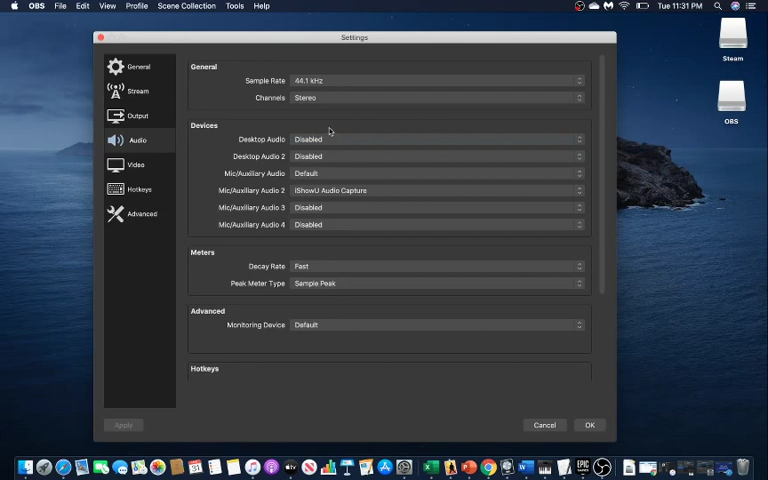 OBS File Edit View Profile Scene Collection Tools Help Tue 11:31 PM
Settings
Steam
OBS
General
Stream
Output
Audio
Video
Hotkeys
Advanced
General
Sample Rate 44.1 kHz
Channels Stereo
Devices
Desktop Audio Disabled
Desktop Audio 2 Disabled
Mic/Auxiliary Audio Default
Mic/Auxiliary Audio 2 iShowU Audio Capture
Mic/Auxiliary Audio 3 Disabled
Mic/Auxiliary Audio 4 Disabled
Meters
Decay Rate Fast
Peak Meter Type Sample Peak
Advanced
Monitoring Device Default
Hotkeys
Apply Cancel OK